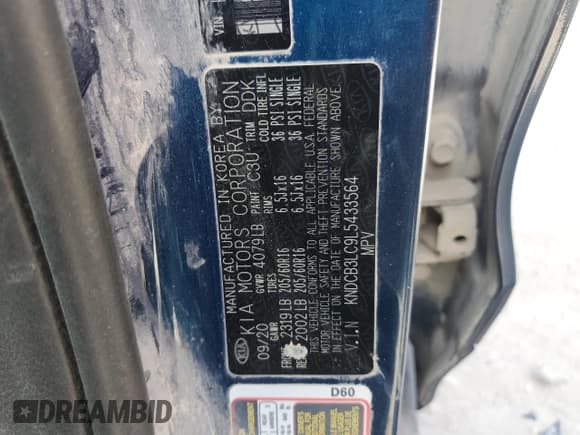 VIN
MANUFACTURED IN KOREA BY
KIA MOTORS CORPORATION
09/20 GVWR 4079LB PAINT C3U TRIM DDK
GAWR TIRES RIMS COLD TIRE INFL
2319LB 205/60R16 6.5Jx16 36 PSI SINGLE
2002LB 205/60R16 6.5Jx16 36 PSI SINGLE
THIS VEHICLE CONFORMS TO ALL APPLICABLE U.S.A. FEDERAL
MOTOR VEHICLE SAFETY AND THEFT PREVENTION STANDARDS
IN EFFECT ON THE DATE OF MANUFACTURE SHOWN ABOVE.
V.I.N KNDCB3LC9L5433564
MPV
KIA
D60
DREAMBID